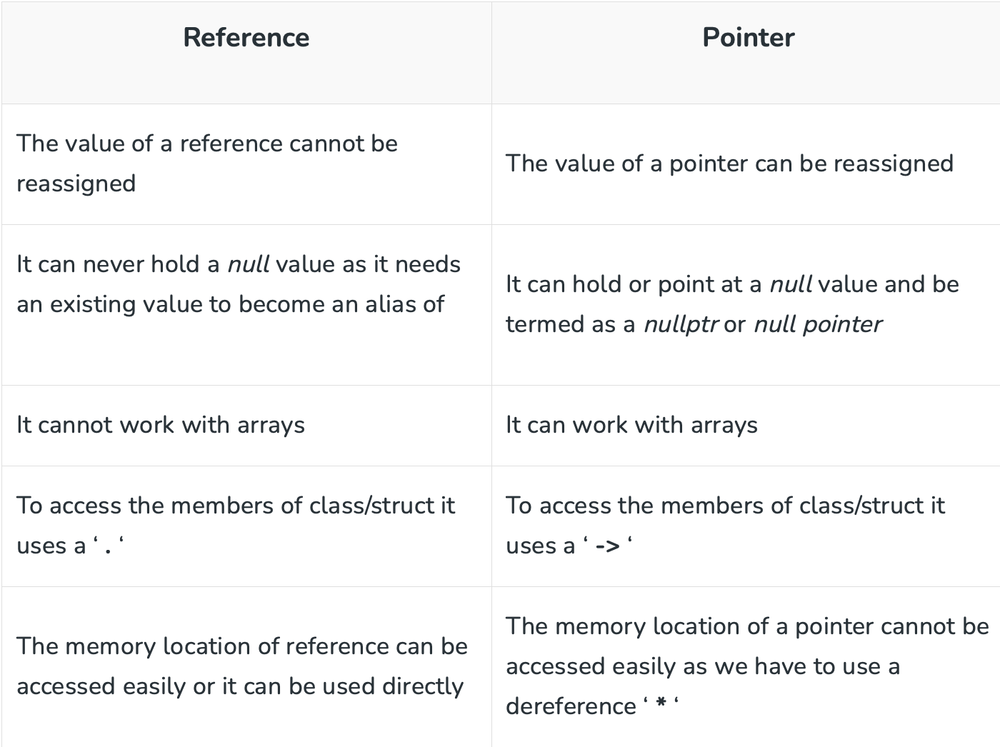 Reference
Pointer
The value of a reference cannot be
reassigned
The value of a pointer can be reassigned
It can never hold a null value as it needs
an existing value to become an alias of
It can hold or point at a null value and be
termed as a nullptr or null pointer
It cannot work with arrays
It can work with arrays
To access the members of class/struct it
uses a ‘ . ‘
To access the members of class/struct it
uses a ‘ -> ‘
The memory location of reference can be
accessed easily or it can be used directly
The memory location of a pointer cannot be
accessed easily as we have to use a
dereference ‘ * ‘